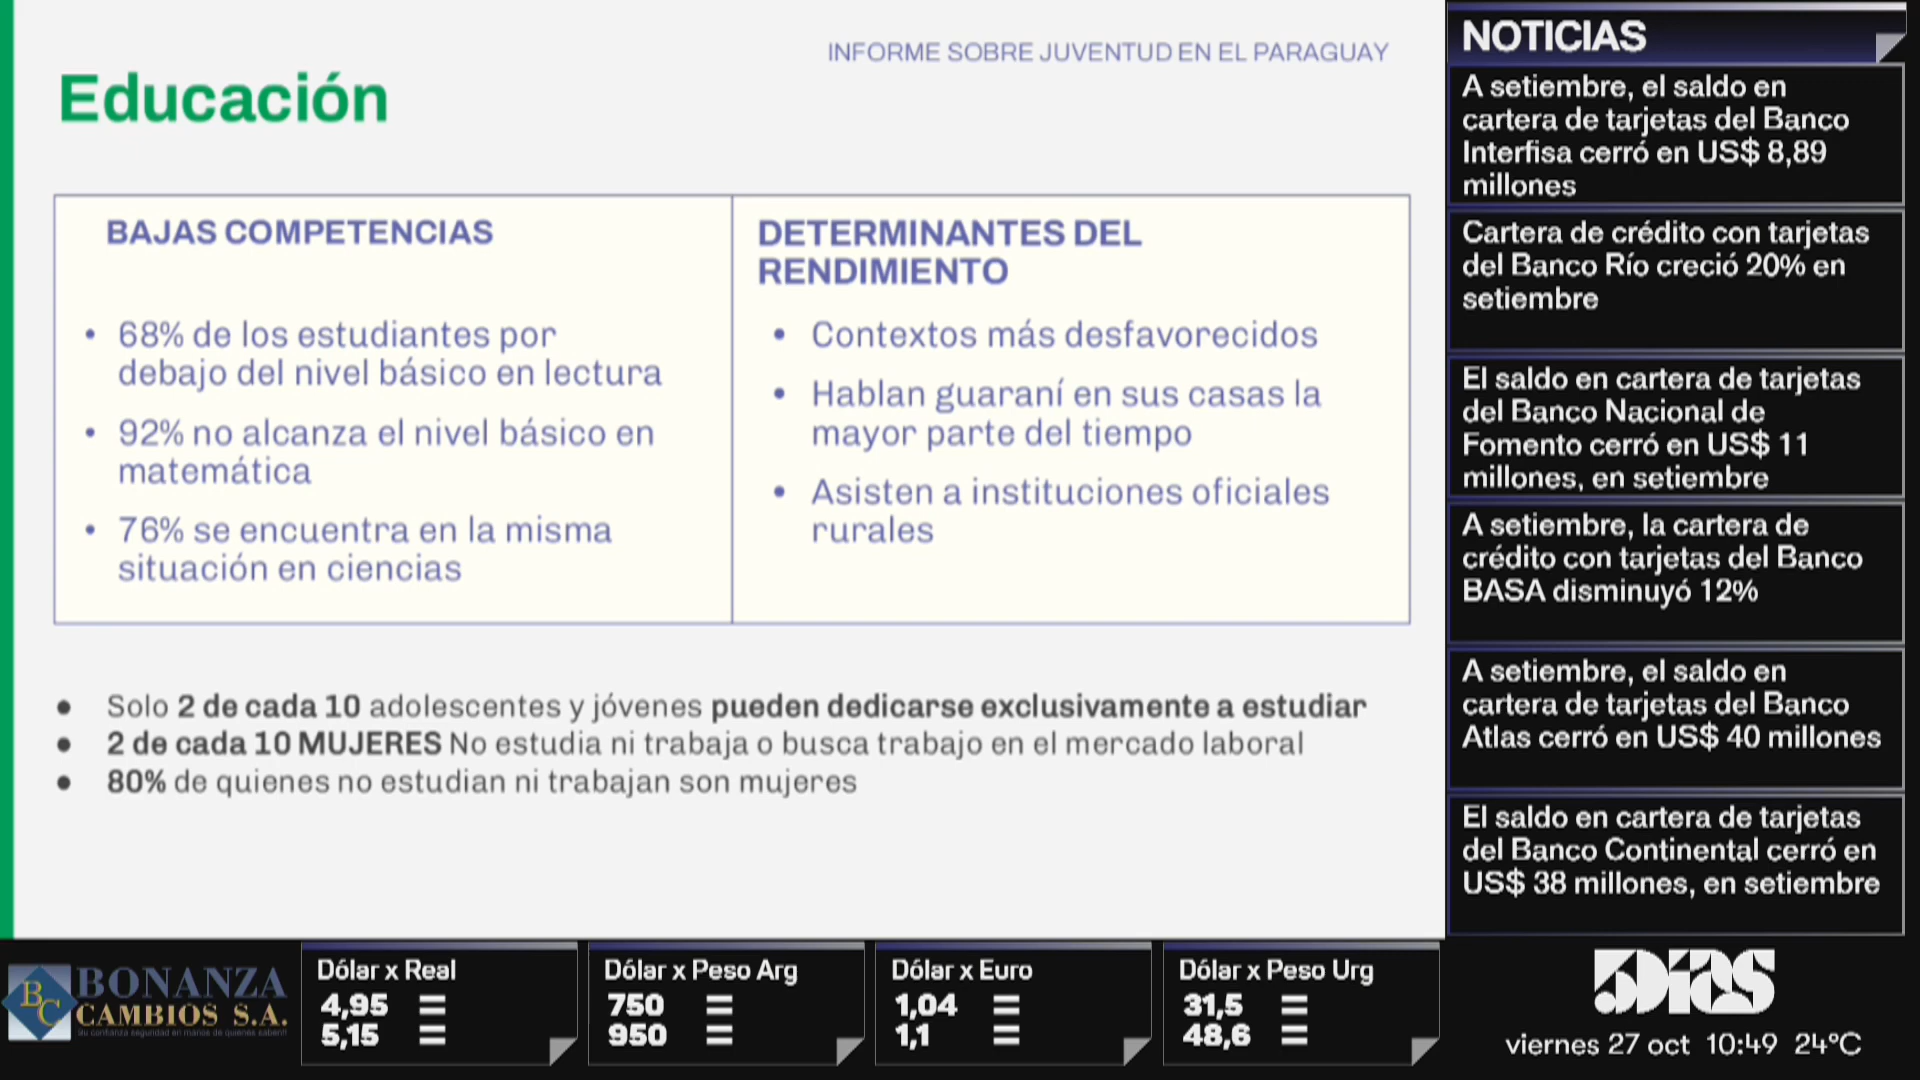 INFORME SOBRE JUVENTUD EN EL PARAGUAY
Educación
BAJAS COMPETENCIAS
• 68% de los estudiantes por
debajo del nivel básico en lectura
• 92% no alcanza el nivel básico en
matemática
• 76% se encuentra en la misma
situación en ciencias
DETERMINANTES DEL
RENDIMIENTO
• Contextos más desfavorecidos
• Hablan guaraní en sus casas la
mayor parte del tiempo
• Asisten a instituciones oficiales
rurales
● Solo 2 de cada 10 adolescentes y jóvenes pueden dedicarse exclusivamente a estudiar
● 2 de cada 10 MUJERES No estudia ni trabaja o busca trabajo en el mercado laboral
● 80% de quienes no estudian ni trabajan son mujeres
NOTICIAS
A setiembre, el saldo en
cartera de tarjetas del Banco
Interfisa cerró en US$ 8,89
millones
Cartera de crédito con tarjetas
del Banco Río creció 20% en
setiembre
El saldo en cartera de tarjetas
del Banco Nacional de
Fomento cerró en US$ 11
millones, en setiembre
A setiembre, la cartera de
crédito con tarjetas del Banco
BASA disminuyó 12%
A setiembre, el saldo en
cartera de tarjetas del Banco
Atlas cerró en US$ 40 millones
El saldo en cartera de tarjetas
del Banco Continental cerró en
US$ 38 millones, en setiembre
BC
BONANZA
CAMBIOS S.A.
Su confianza seguridad en manos de quienes saben!!
Dólar x Real
4,95
5,15
Dólar x Peso Arg
750
950
Dólar x Euro
1,04
1,1
Dólar x Peso Urg
31,5
48,6
5DIAS
viernes 27 oct 10:49 24°C